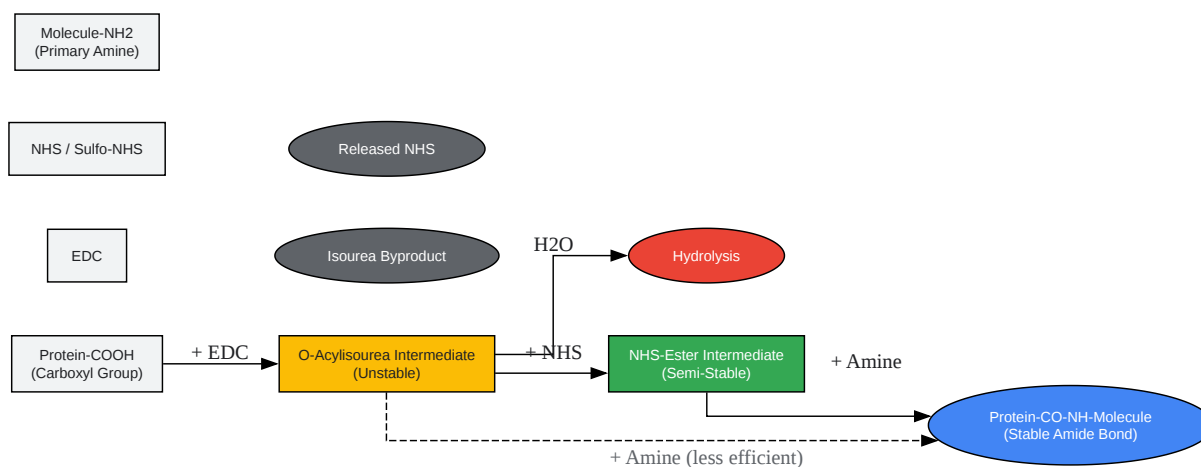 Molecule-NH2
(Primary Amine)
NHS / Sulfo-NHS
Released NHS
EDC
Isourea Byproduct
H2O
Hydrolysis
Protein-COOH
(Carboxyl Group)
+ EDC
O-Acylisourea Intermediate
(Unstable)
+ NHS
NHS-Ester Intermediate
(Semi-Stable)
+ Amine
Protein-CO-NH-Molecule
(Stable Amide Bond)
+ Amine (less efficient)